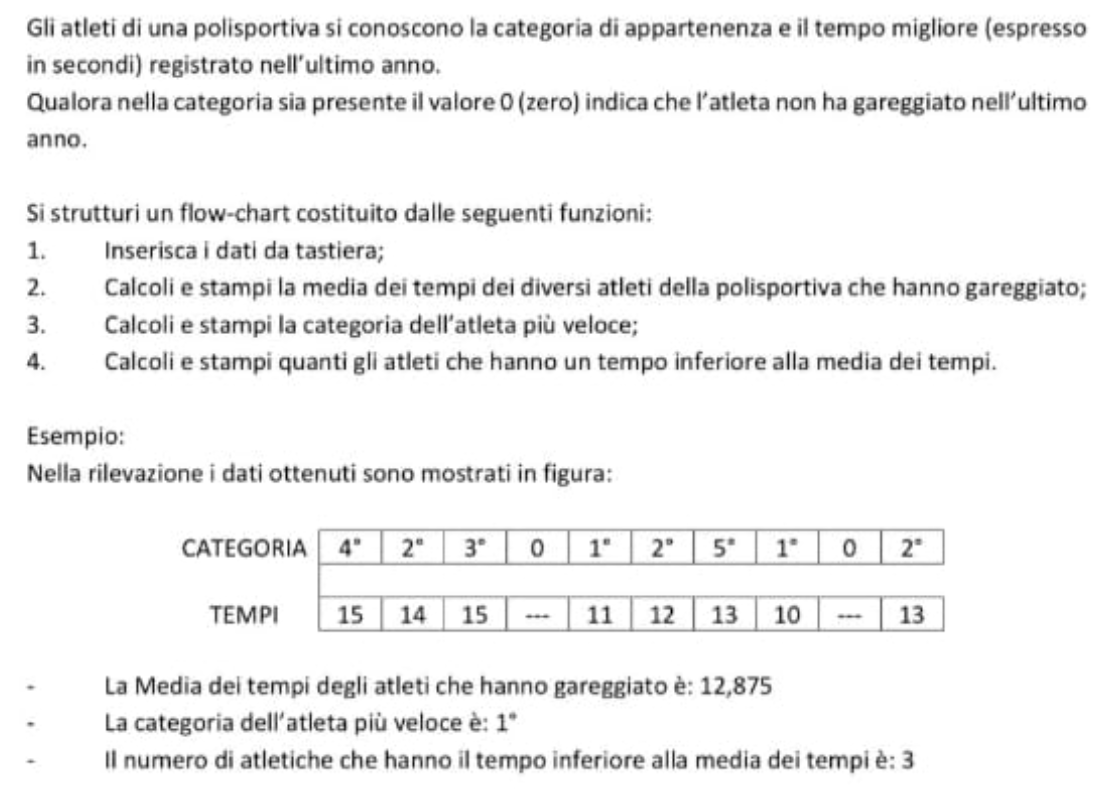 Gli atleti di una polisportiva si conoscono la categoria di appartenenza e il tempo migliore (espresso
in secondi) registrato nell'ultimo anno.
Qualora nella categoria sia presente il valore 0 (zero) indica che l'atleta non ha gareggiato nell'ultimo
anno.
Si strutturi un flow-chart costituito dalle seguenti funzioni:
1. Inserisca i dati da tastiera;
2. Calcoli e stampi la media dei tempi dei diversi atleti della polisportiva che hanno gareggiato;
3. Calcoli e stampi la categoria dell'atleta più veloce;
4. Calcoli e stampi quanti gli atleti che hanno un tempo inferiore alla media dei tempi.
Esempio:
Nella rilevazione i dati ottenuti sono mostrati in figura:
CATEGORIA 4° 2° 3° 0 1° 2° 5° 1° 0 2°
TEMPI 15 14 15 --- 11 12 13 10 --- 13
- La Media dei tempi degli atleti che hanno gareggiato è: 12,875
- La categoria dell'atleta più veloce è: 1°
- Il numero di atletiche che hanno il tempo inferiore alla media dei tempi è: 3